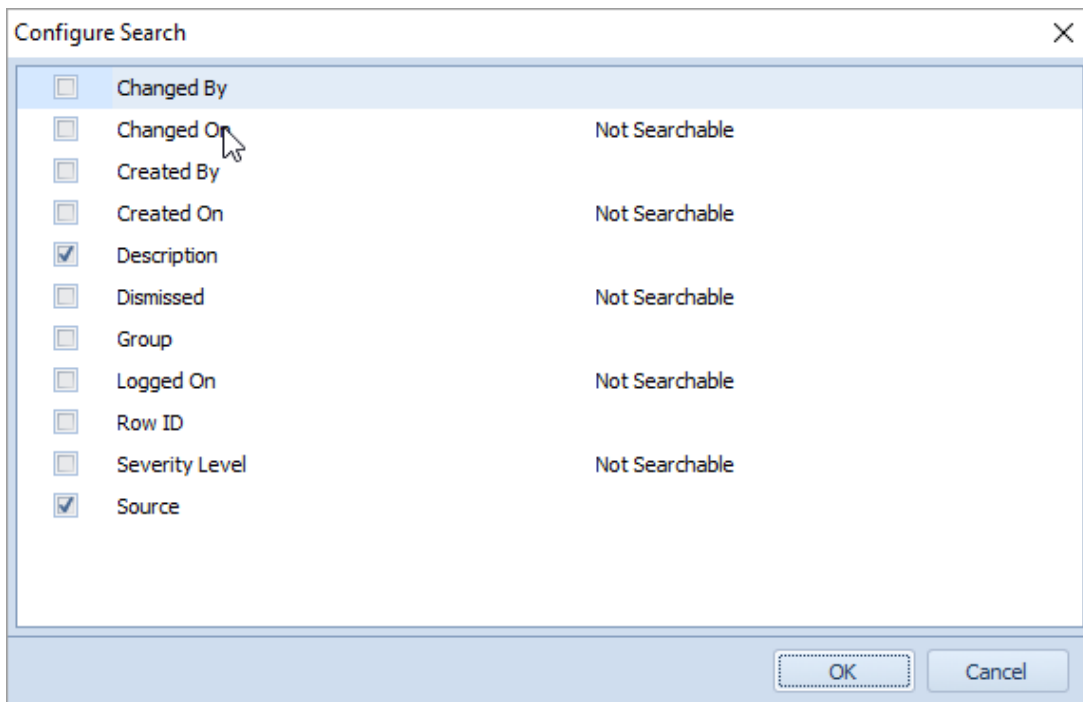 Configure Search
Changed By
Changed On Not Searchable
Created By
Created On Not Searchable
Description
Dismissed Not Searchable
Group
Logged On Not Searchable
Row ID
Severity Level Not Searchable
Source
OK Cancel